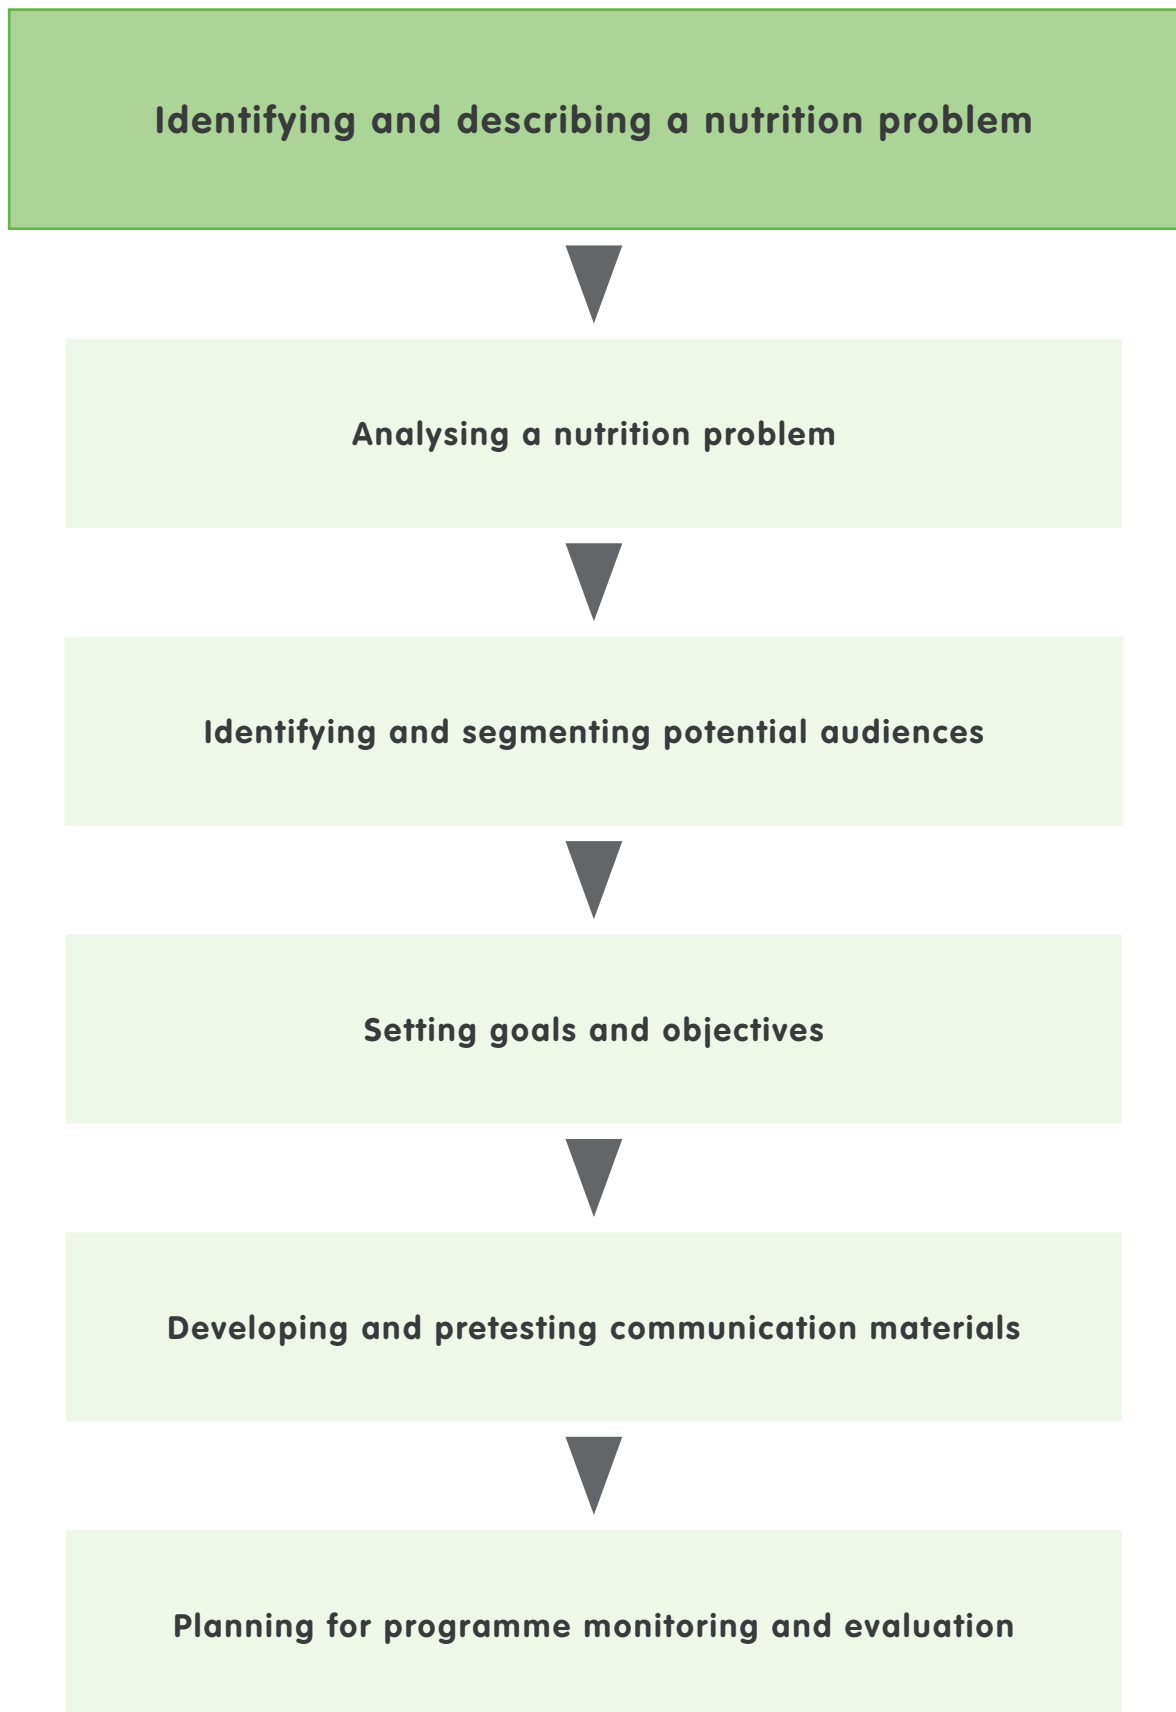 Identifying and describing a nutrition problem
Analysing a nutrition problem
Identifying and segmenting potential audiences
Setting goals and objectives
Developing and pretesting communication materials
Planning for programme monitoring and evaluation